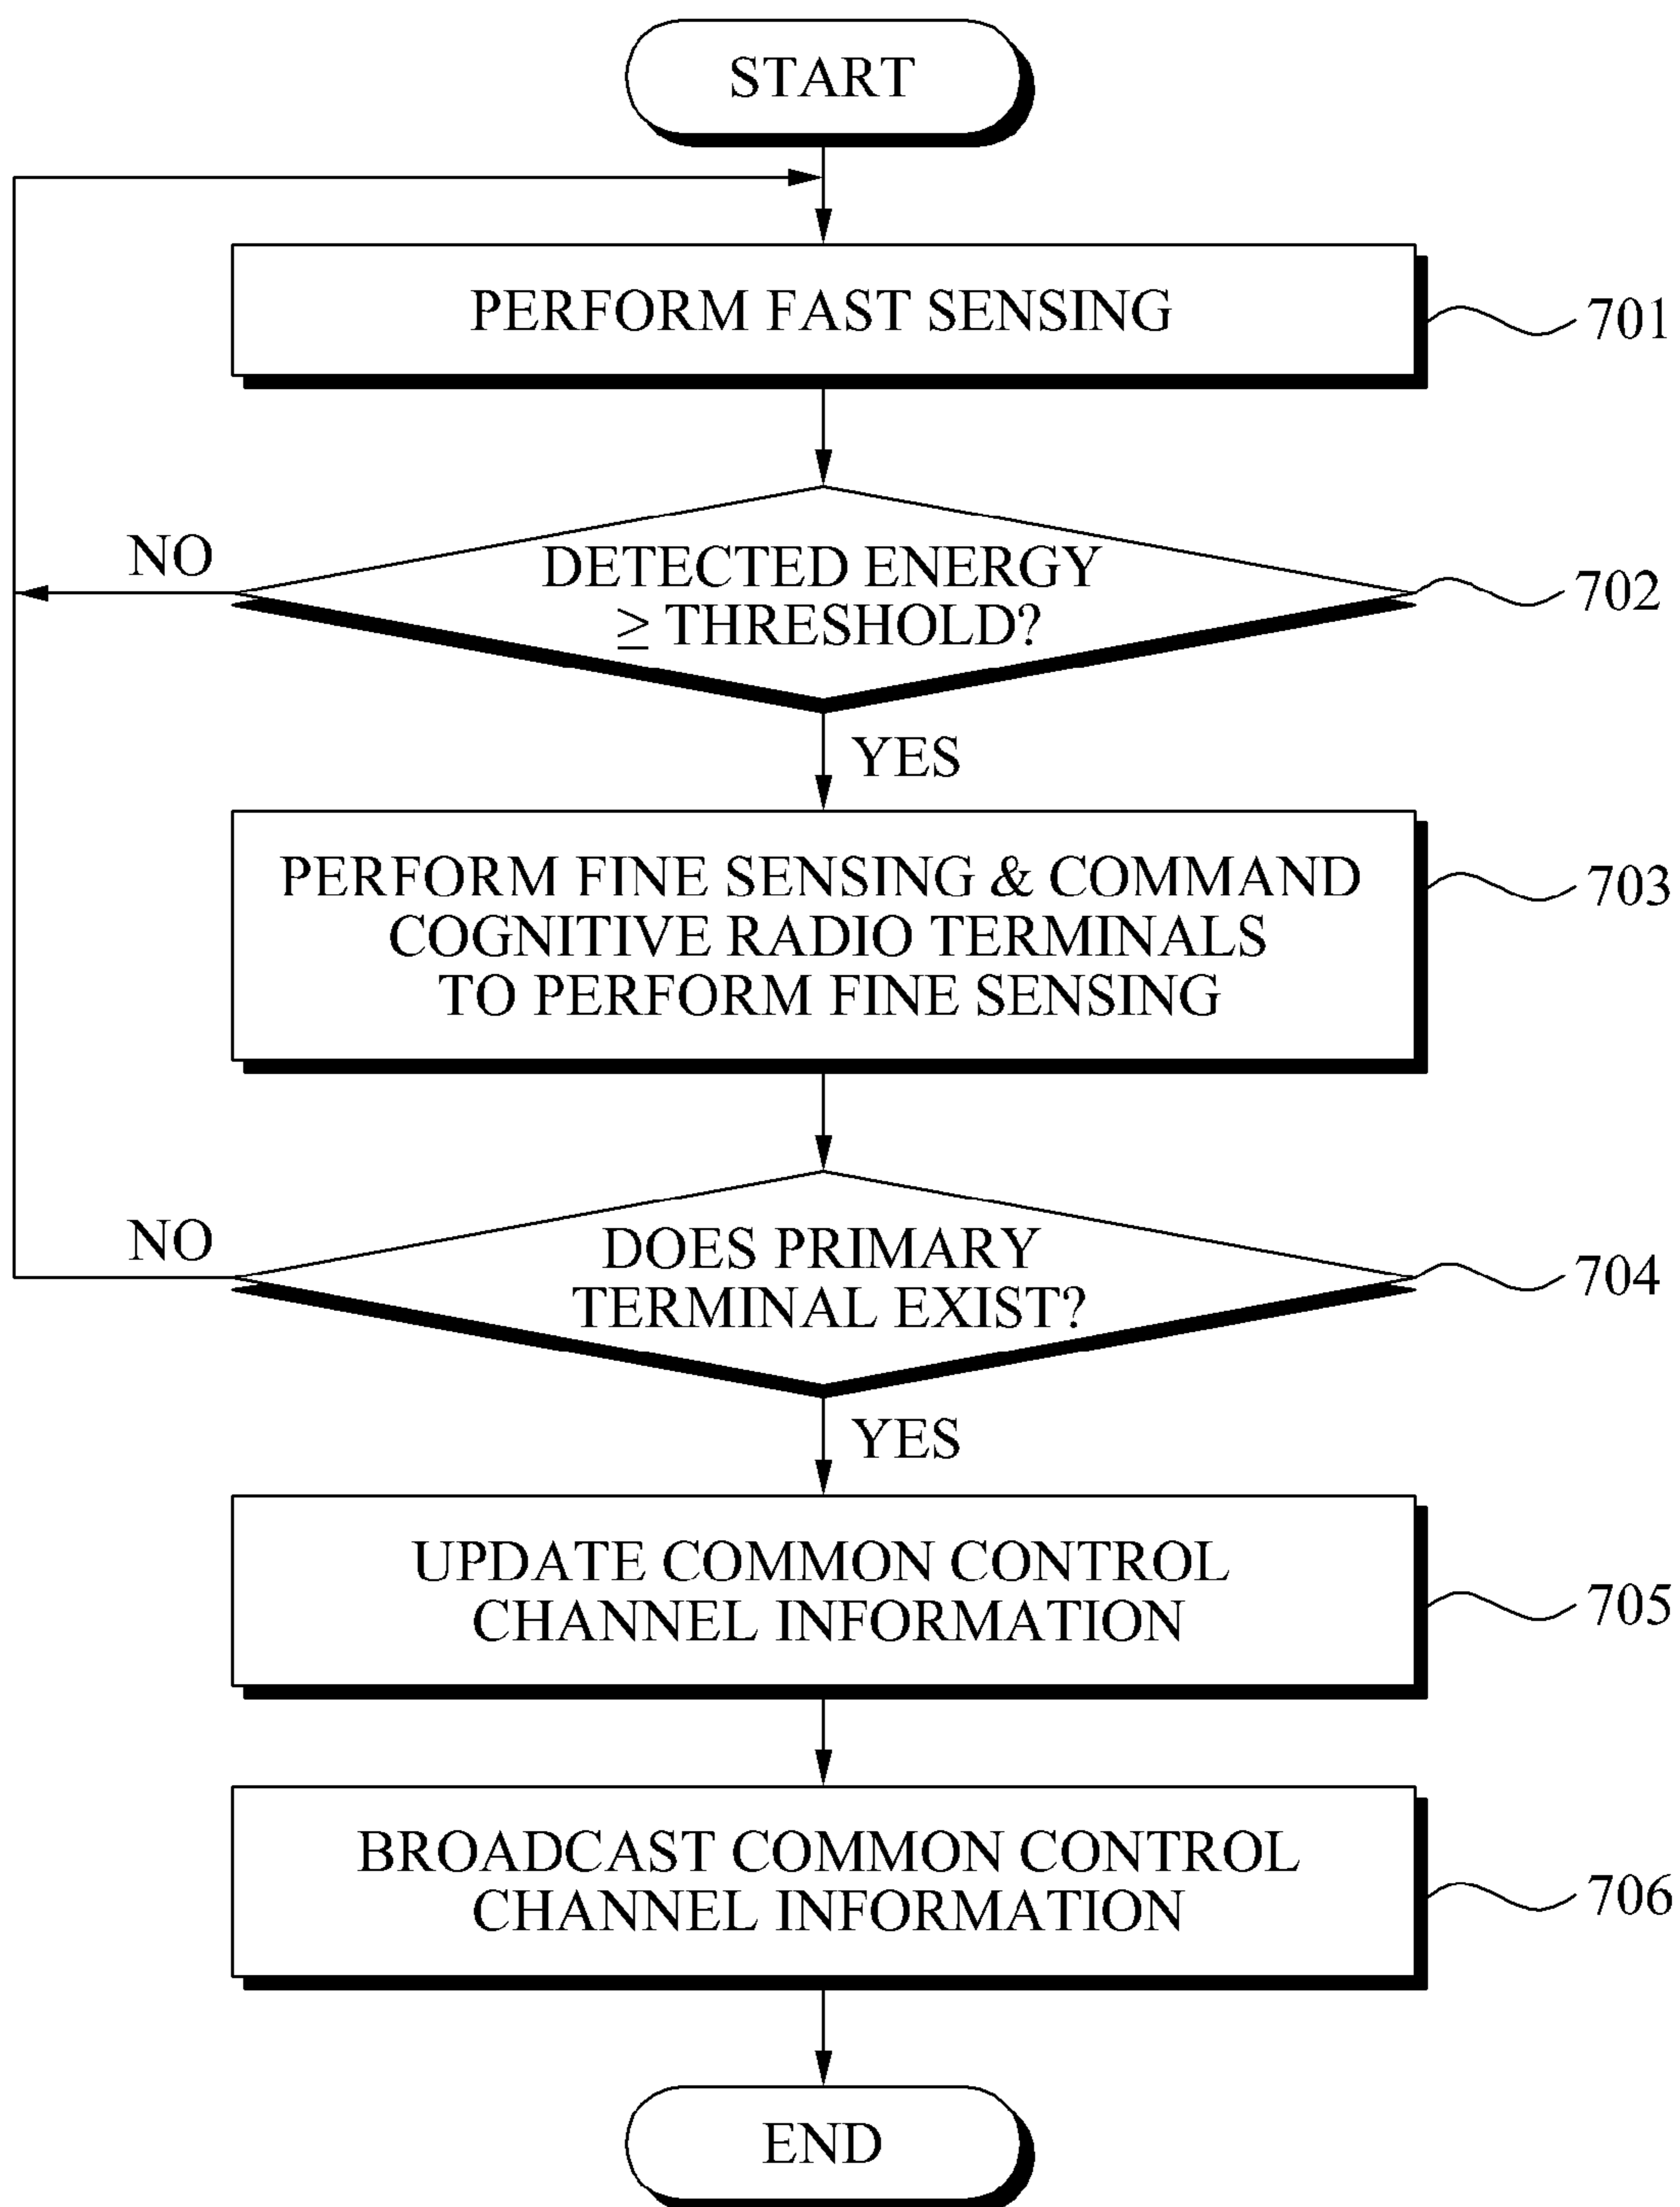 START
PERFORM FAST SENSING
701
DETECTED ENERGY
≥ THRESHOLD?
702
NO
YES
PERFORM FINE SENSING & COMMAND
COGNITIVE RADIO TERMINALS
TO PERFORM FINE SENSING
703
DOES PRIMARY
TERMINAL EXIST?
704
NO
YES
UPDATE COMMON CONTROL
CHANNEL INFORMATION
705
BROADCAST COMMON CONTROL
CHANNEL INFORMATION
706
END